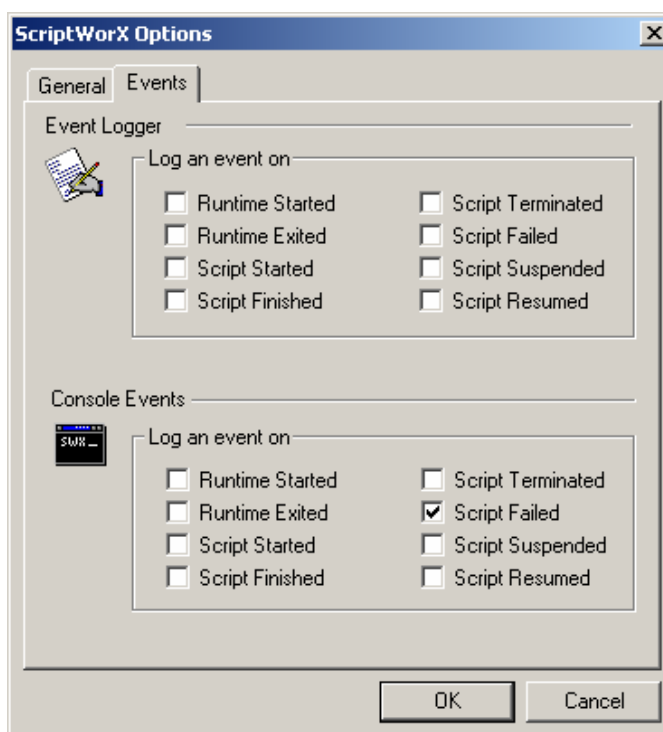 ScriptWorX Options
General Events
Event Logger
Log an event on
Runtime Started Script Terminated
Runtime Exited Script Failed
Script Started Script Suspended
Script Finished Script Resumed
Console Events
SWX_
Log an event on
Runtime Started Script Terminated
Runtime Exited Script Failed
Script Started Script Suspended
Script Finished Script Resumed
OK Cancel